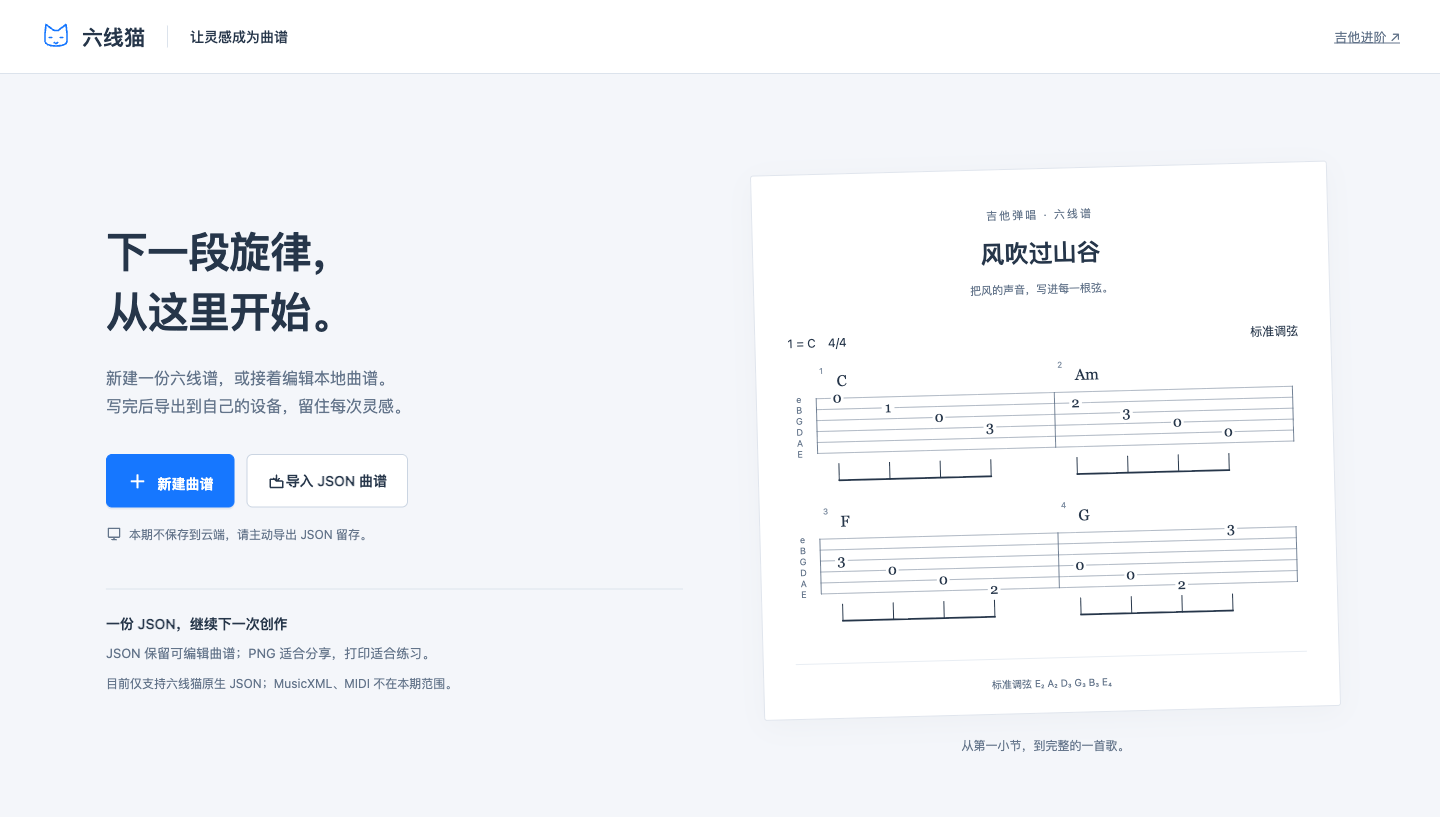 六线猫
让灵感成为曲谱
吉他进阶 ↗
下一段旋律，
从这里开始。
新建一份六线谱，或接着编辑本地曲谱。
写完后导出到自己的设备，留住每次灵感。
新建曲谱
导入 JSON 曲谱
本期不保存到云端，请主动导出 JSON 留存。
一份 JSON，继续下一次创作
JSON 保留可编辑曲谱；PNG 适合分享，打印适合练习。
目前仅支持六线猫原生 JSON；MusicXML、MIDI 不在本期范围。
吉他弹唱 · 六线谱
风吹过山谷
把风的声音，写进每一根弦。
1 = C 4/4
标准调弦
1 C 2 Am
e
B
G
D
A
E
0 1 0 3 2 3 0 0
3 F 4 G
e
B
G
D
A
E
3 0 0 2 0 0 2 3
标准调弦 E₂ A₂ D₃ G₃ B₃ E₄
从第一小节，到完整的一首歌。